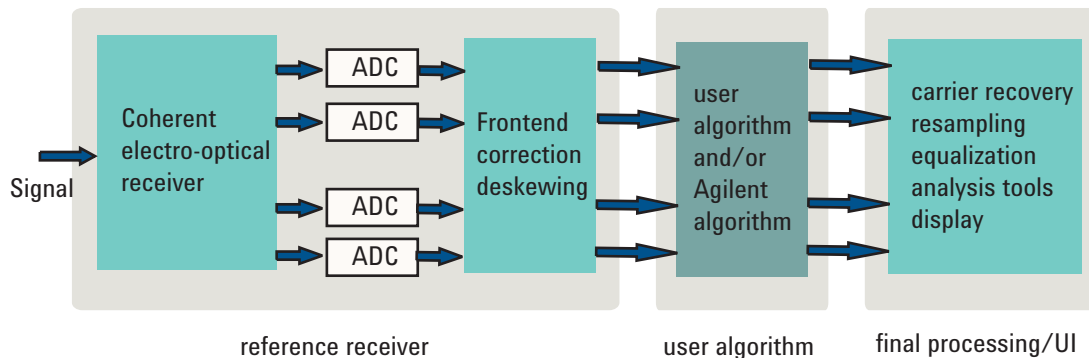 Signal
Coherent
electro-optical
receiver
ADC
ADC
ADC
ADC
Frontend
correction
deskewing
user
algorithm
and/or
Agilent
algorithm
carrier recovery
resampling
equalization
analysis tools
display
reference receiver
user algorithm
final processing/UI